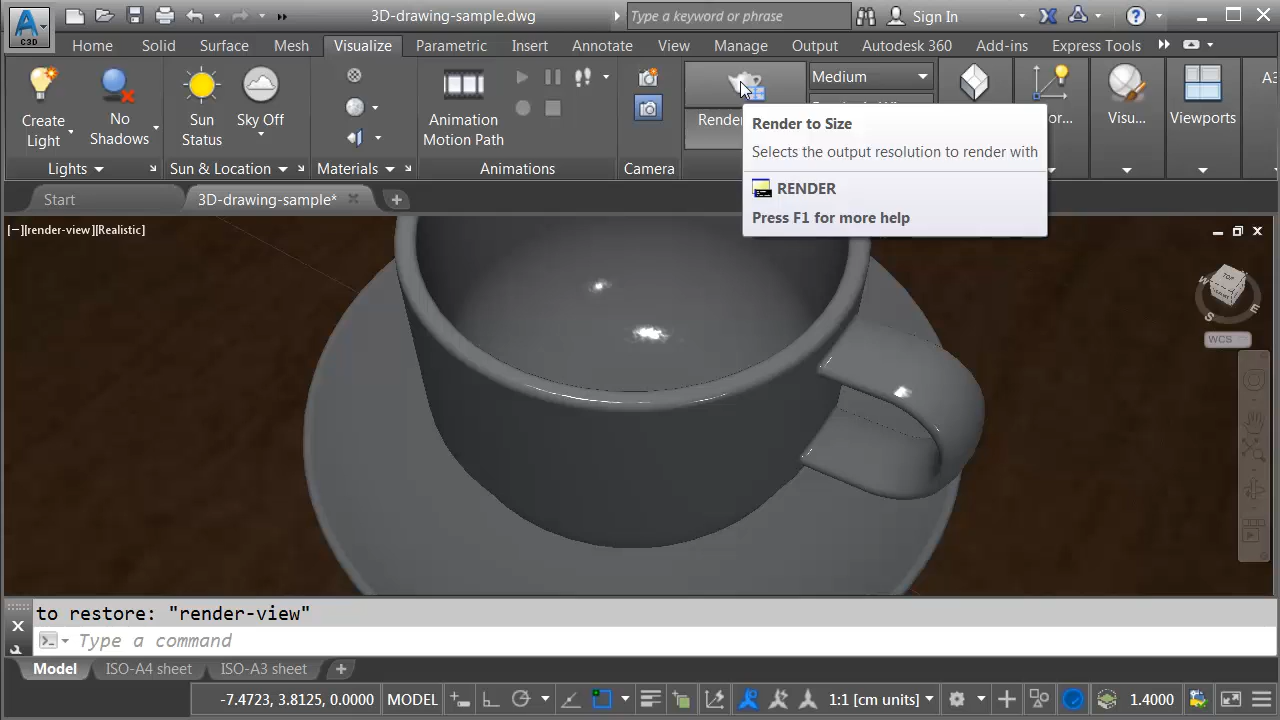 3D-drawing-sample.dwg
Type a keyword or phrase
Sign In
C3D
Home
Solid
Surface
Mesh
Visualize
Parametric
Insert
Annotate
View
Manage
Output
Autodesk 360
Add-ins
Express Tools
Create
Light
No
Shadows
Sun
Status
Sky Off
Animation
Motion Path
Render
Medium
or...
Visu...
Viewports
A3
Lights
Sun & Location
Materials
Animations
Camera
Render to Size
Selects the output resolution to render with
RENDER
Press F1 for more help
Start
3D-drawing-sample*
[−][render-view][Realistic]
TOP
W
S
E
WCS
to restore: "render-view"
Type a command
Model
ISO-A4 sheet
ISO-A3 sheet
-7.4723, 3.8125, 0.0000
MODEL
1:1 [cm units]
1.4000